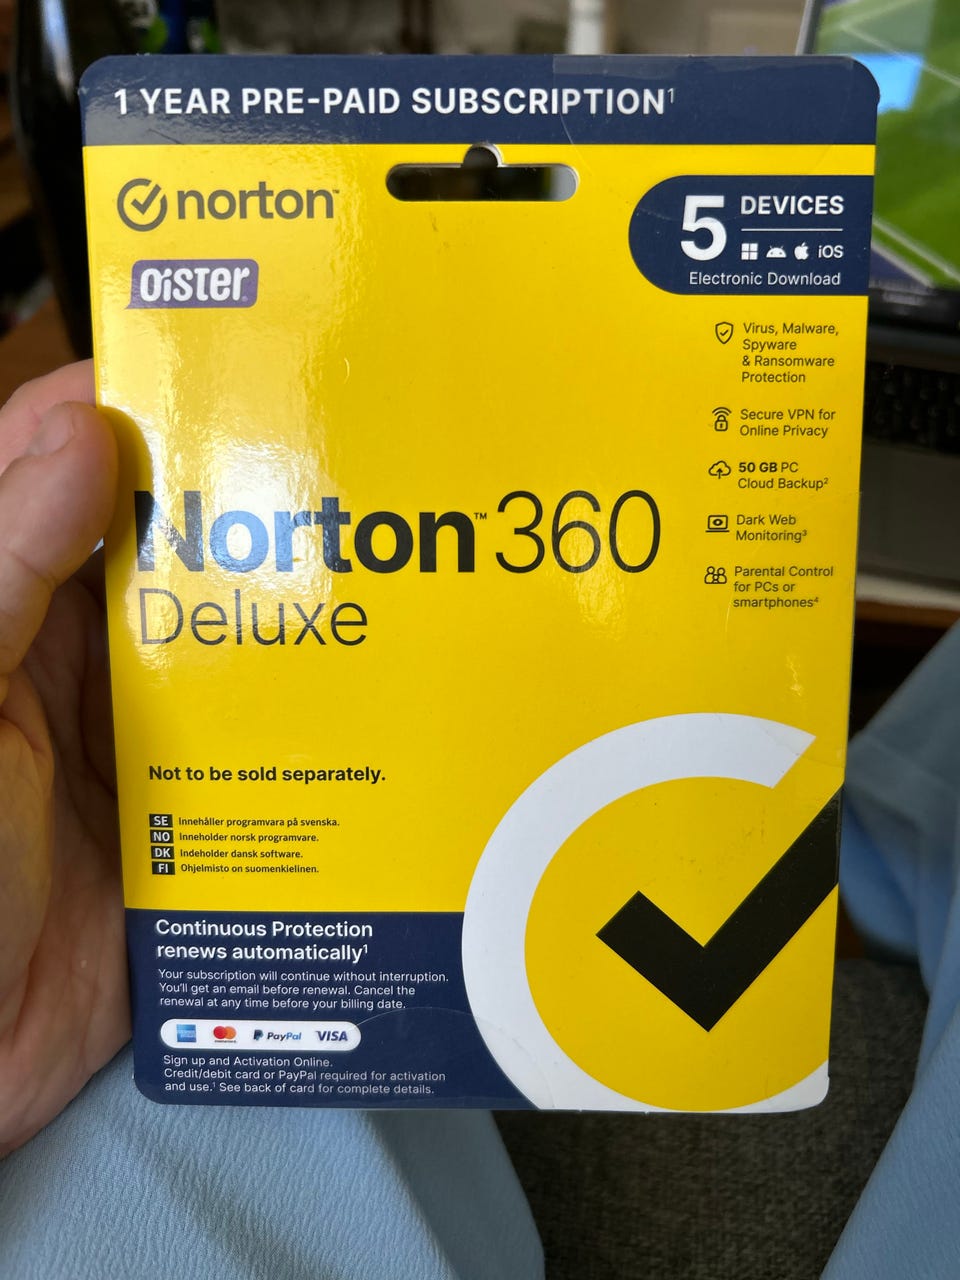 1 YEAR PRE-PAID SUBSCRIPTION¹
norton™
Oister
5 DEVICES
iOS
Electronic Download
Virus, Malware,
Spyware
& Ransomware
Protection
Secure VPN for
Online Privacy
50 GB PC
Cloud Backup²
Dark Web
Monitoring³
Parental Control
for PCs or
smartphones⁴
Norton™ 360
Deluxe
Not to be sold separately.
SE Innehåller programvara på svenska.
NO Inneholder norsk programvare.
DK Indeholder dansk software.
FI Ohjelmisto on suomenkielinen.
Continuous Protection
renews automatically¹
Your subscription will continue without interruption.
You'll get an email before renewal. Cancel the
renewal at any time before your billing date.
PayPal VISA
Sign up and Activation Online.
Credit/debit card or PayPal required for activation
and use.¹ See back of card for complete details.